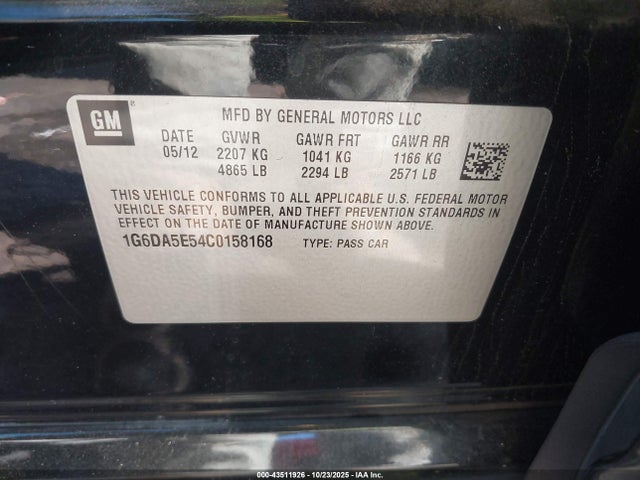 GM
MFD BY GENERAL MOTORS LLC
DATE GVWR GAWR FRT GAWR RR
05/12 2207 KG 1041 KG 1166 KG
4865 LB 2294 LB 2571 LB
THIS VEHICLE CONFORMS TO ALL APPLICABLE U.S. FEDERAL MOTOR
VEHICLE SAFETY, BUMPER, AND THEFT PREVENTION STANDARDS IN
EFFECT ON THE DATE OF MANUFACTURE SHOWN ABOVE.
1G6DA5E54C0158168 TYPE: PASS CAR
000-43511926 - 10/23/2025 - IAA Inc.